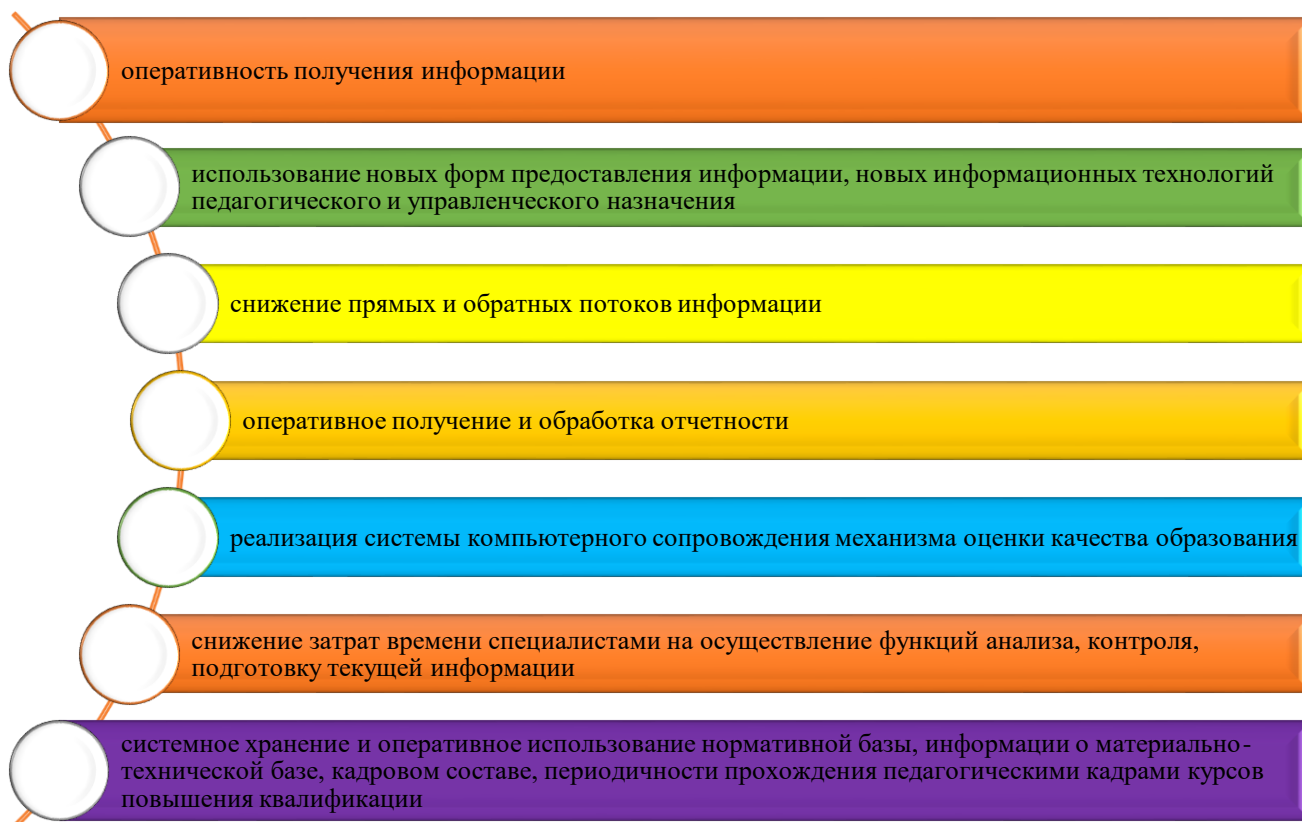 оперативность получения информации
использование новых форм предоставления информации, новых информационных технологий
педагогического и управленческого назначения
снижение прямых и обратных потоков информации
оперативное получение и обработка отчетности
реализация системы компьютерного сопровождения механизма оценки качества образования
снижение затрат времени специалистами на осуществление функций анализа, контроля,
подготовку текущей информации
системное хранение и оперативное использование нормативной базы, информации о материально-
технической базе, кадровом составе, периодичности прохождения педагогическими кадрами курсов
повышения квалификации